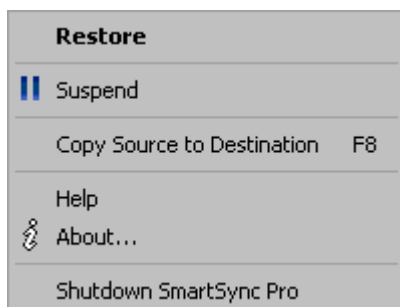 Restore
Suspend
Copy Source to Destination F8
Help
About...
Shutdown SmartSync Pro